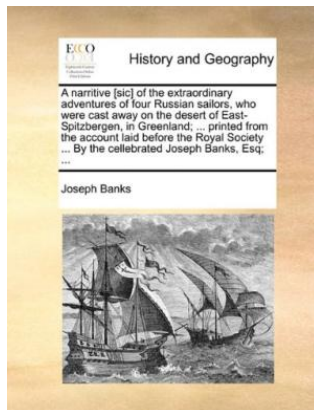 ECCO
History and Geography
A narritive [sic] of the extraordinary
adventures of four Russian sailors, who
were cast away on the desert of East-
Spitzbergen, in Greenland; ... printed from
the account laid before the Royal Society
... By the cellebrated Joseph Banks, Esq;
...
Joseph Banks